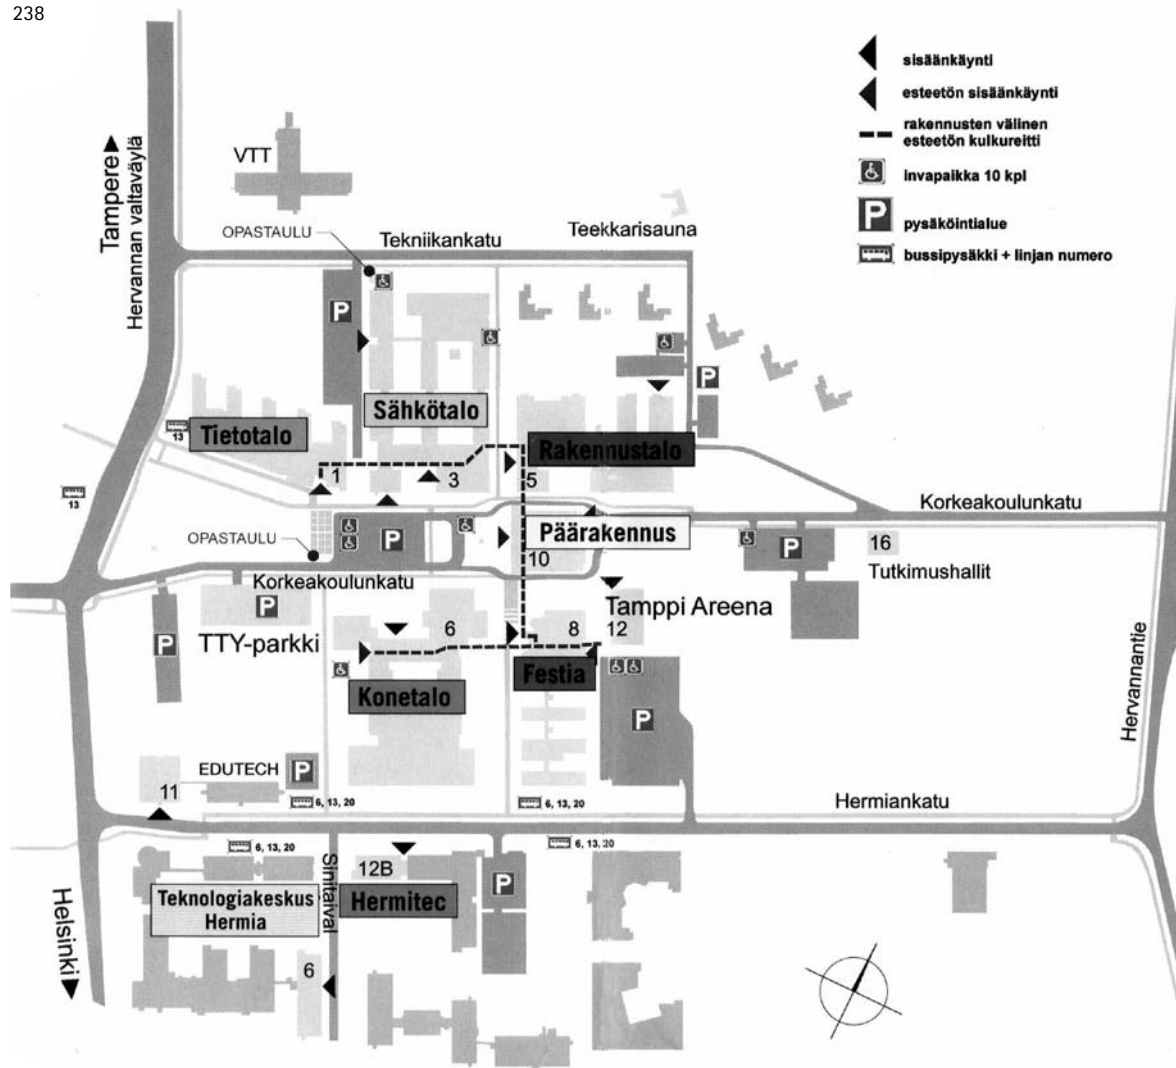 238
sisäänkäynti
esteetön sisäänkäynti
rakennusten välinen
esteetön kulkureitti
invapaikka 10 kpl
P
pysäköintialue
bussipysäkki + linjan numero
Tampere
Hervannan valtaväylä
VTT
OPASTAULU
Tekniikankatu
Teekkarisauna
P
P
Sähkötalo
Tietotalo
13
Rakennustalo
1
3
5
13
Korkeakoulunkatu
OPASTAULU
P
Päärakennus
10
P
16
Tutkimushallit
Korkeakoulunkatu
P
Tamppi Areena
P
TTY-parkki
6
8
12
Konetalo
Festia
P
Hervannantie
EDUTECH
P
11
6, 13, 20
6, 13, 20
Hermiankatu
6, 13, 20
6, 13, 20
Sinitaival
12B
P
Teknologiakeskus
Hermia
Hermitec
Helsinki
6